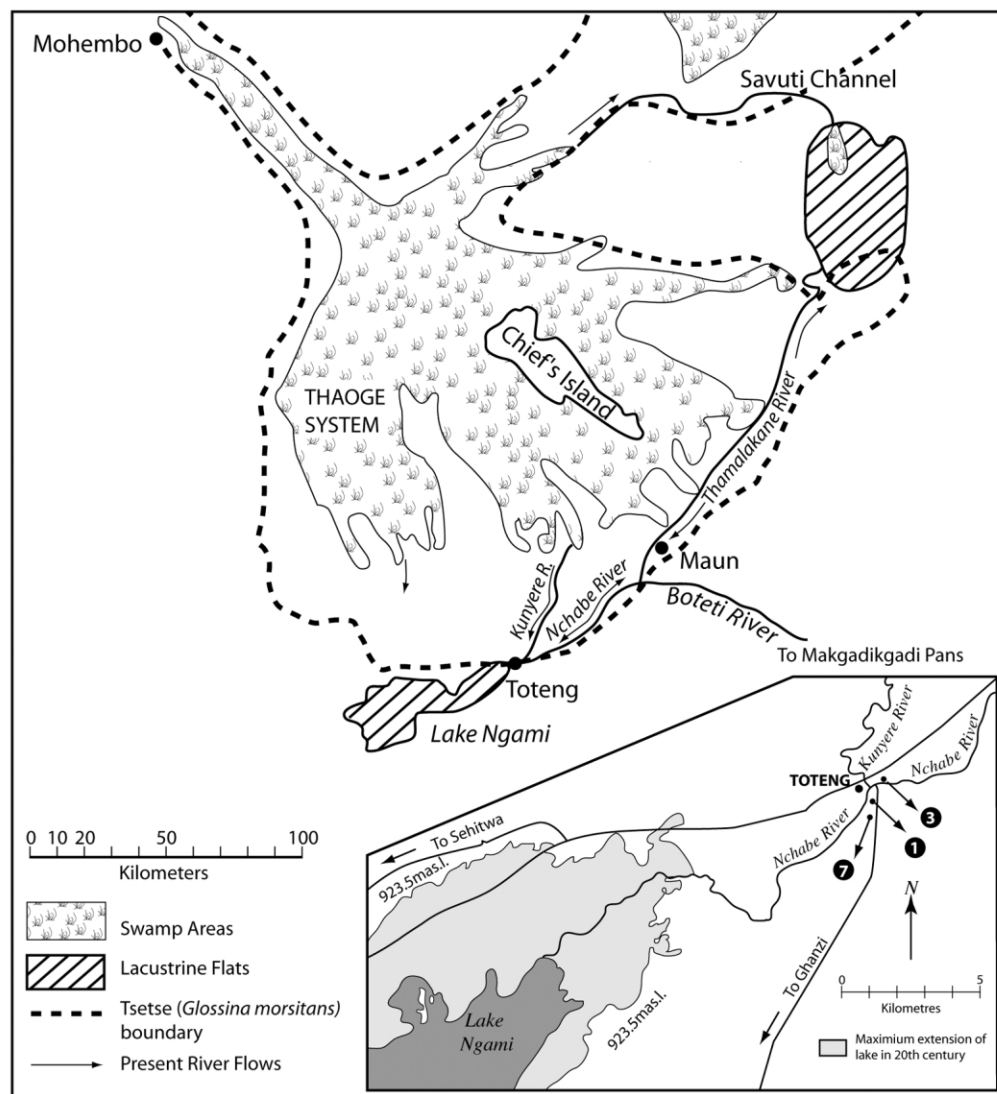 Mohembo
Savuti Channel
Chief's Island
THAOGE
SYSTEM
Thamalakane River
Maun
Kunyere R.
Nchabe River
Boteti River
To Makgadikgadi Pans
Toteng
Lake Ngami
0 10 20 50 100
Kilometers
Swamp Areas
Lacustrine Flats
Tsetse (Glossina morsitans)
boundary
Present River Flows
Kunyere River
Nchabe River
TOTENG
3
1
7
Nchabe River
To Sehitwa
923.5mas.l.
N
To Ghanzi
0 5
Kilometres
Lake
Ngami
923.5mas.l.
Maximium extension of
lake in 20th century